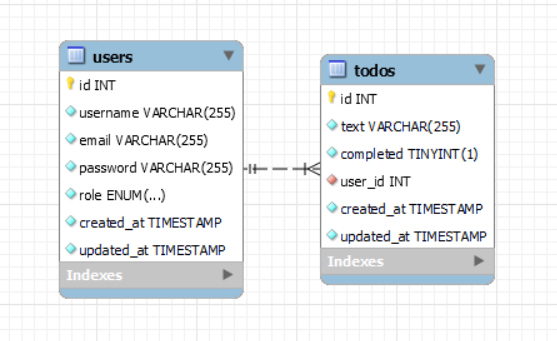 users
id INT
username VARCHAR(255)
email VARCHAR(255)
password VARCHAR(255)
role ENUM(...)
created_at TIMESTAMP
updated_at TIMESTAMP
Indexes
todos
id INT
text VARCHAR(255)
completed TINYINT(1)
user_id INT
created_at TIMESTAMP
updated_at TIMESTAMP
Indexes